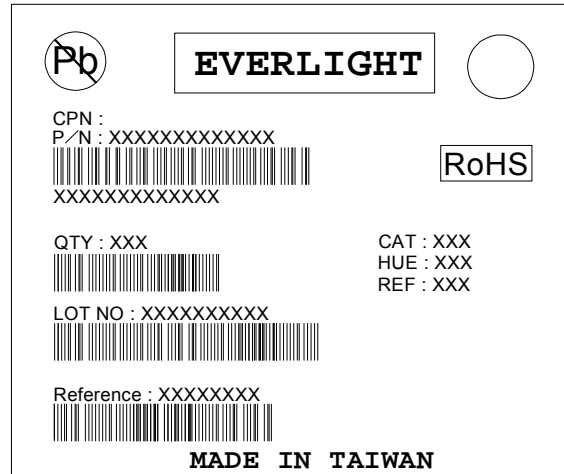 Pb
EVERLIGHT
CPN :
P/N : XXXXXXXXXXXXX
RoHS
XXXXXXXXXXXXX
QTY : XXX
CAT : XXX
HUE : XXX
REF : XXX
LOT NO : XXXXXXXXXX
Reference : XXXXXXXX
MADE IN TAIWAN